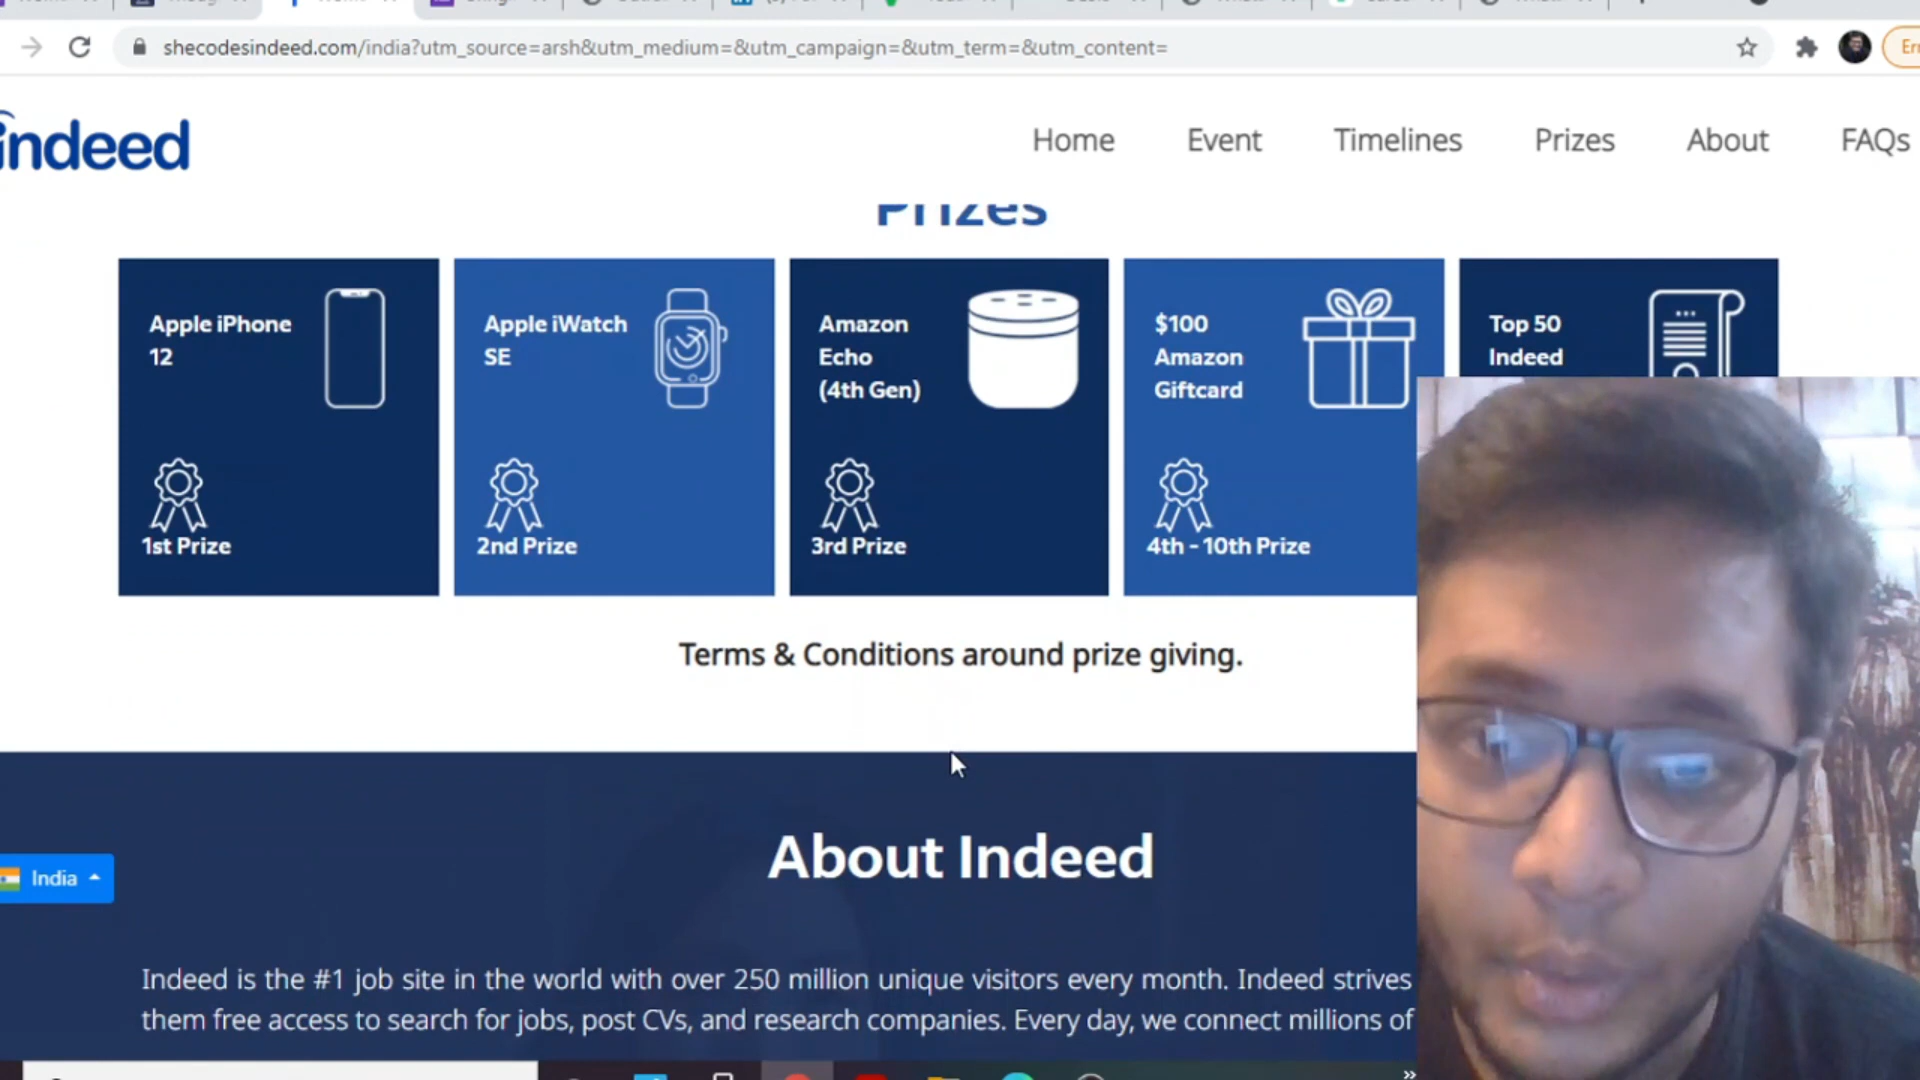 shecodesindeed.com/india?utm_source=arsh&utm_medium=&utm_campaign=&utm_term=&utm_content=
indeed
Home
Event
Timelines
Prizes
About
FAQs
Prizes
Apple iPhone
12
1st Prize
Apple iWatch
SE
2nd Prize
Amazon
Echo
(4th Gen)
3rd Prize
$100
Amazon
Giftcard
4th - 10th Prize
Top 50
Indeed
Terms & Conditions around prize giving.
About Indeed
India
Indeed is the #1 job site in the world with over 250 million unique visitors every month. Indeed strives
them free access to search for jobs, post CVs, and research companies. Every day, we connect millions of